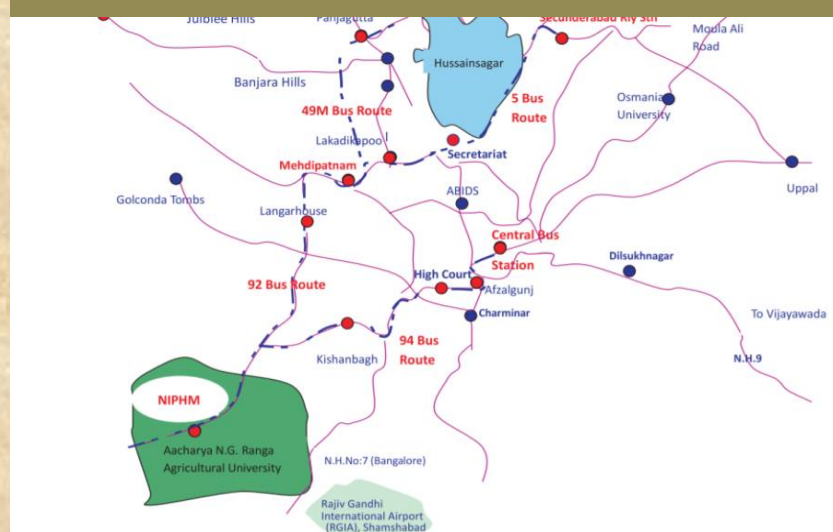 Julblee Hills
Panjagutta
Secunderabad Rly Stn
Moula Ali
Road
Hussainsagar
Banjara Hills
49M Bus Route
5 Bus
Route
Osmania
University
Lakadikapool
Secretariat
Mehdipatnam
Golconda Tombs
Langarhouse
ABIDS
Uppal
Central Bus
Station
High Court
Afzalgunj
Dilsukhnagar
92 Bus Route
Charminar
To Vijayawada
94 Bus
Route
Kishanbagh
N.H.9
NIPHM
Aacharya N.G. Ranga
Agricultural University
N.H.No:7 (Bangalore)
Rajiv Gandhi
International Airport
(RGIA), Shamshabad